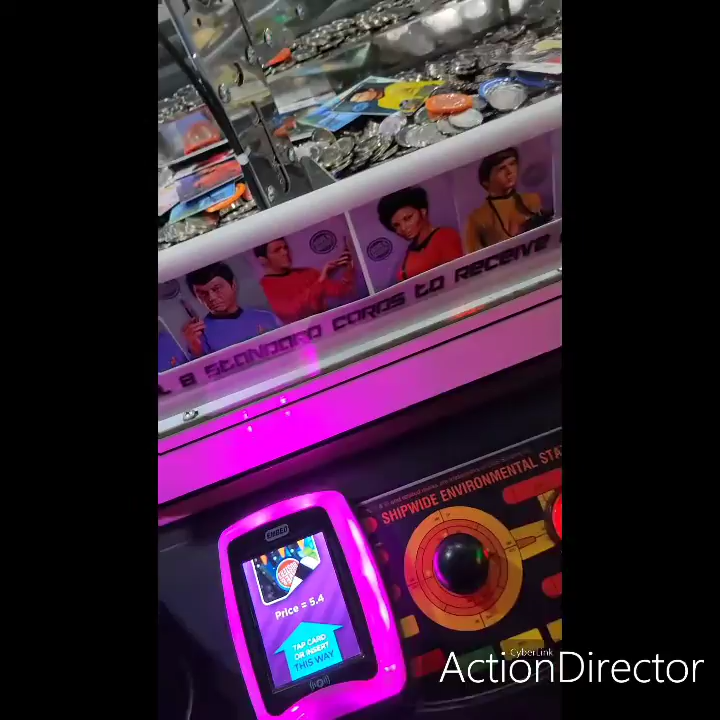 8 STANDARD CARDS TO RECEIVE
SHIPWIDE ENVIRONMENTAL STA
EMBED
Price = 5.4
TAP CARD
OR INSERT
THIS WAY
CyberLink
ActionDirector